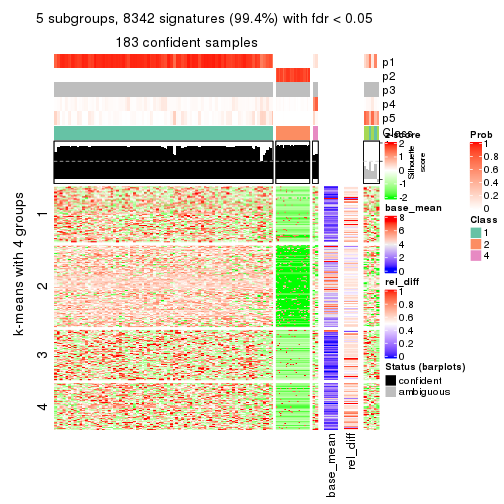 5 subgroups, 8342 signatures (99.4%) with fdr < 0.05
183 confident samples
p1
p2
p3
p4
p5
Class
Silhouette
score
k-means with 4 groups
1
2
3
4
base_mean
rel_diff
z-score
2
1
0
-1
-2
base_mean
8
6
4
2
0
rel_diff
1
0.8
0.6
0.4
0.2
0
Status (barplots)
confident
ambiguous
Prob
1
0.8
0.6
0.4
0.2
0
Class
1
2
4